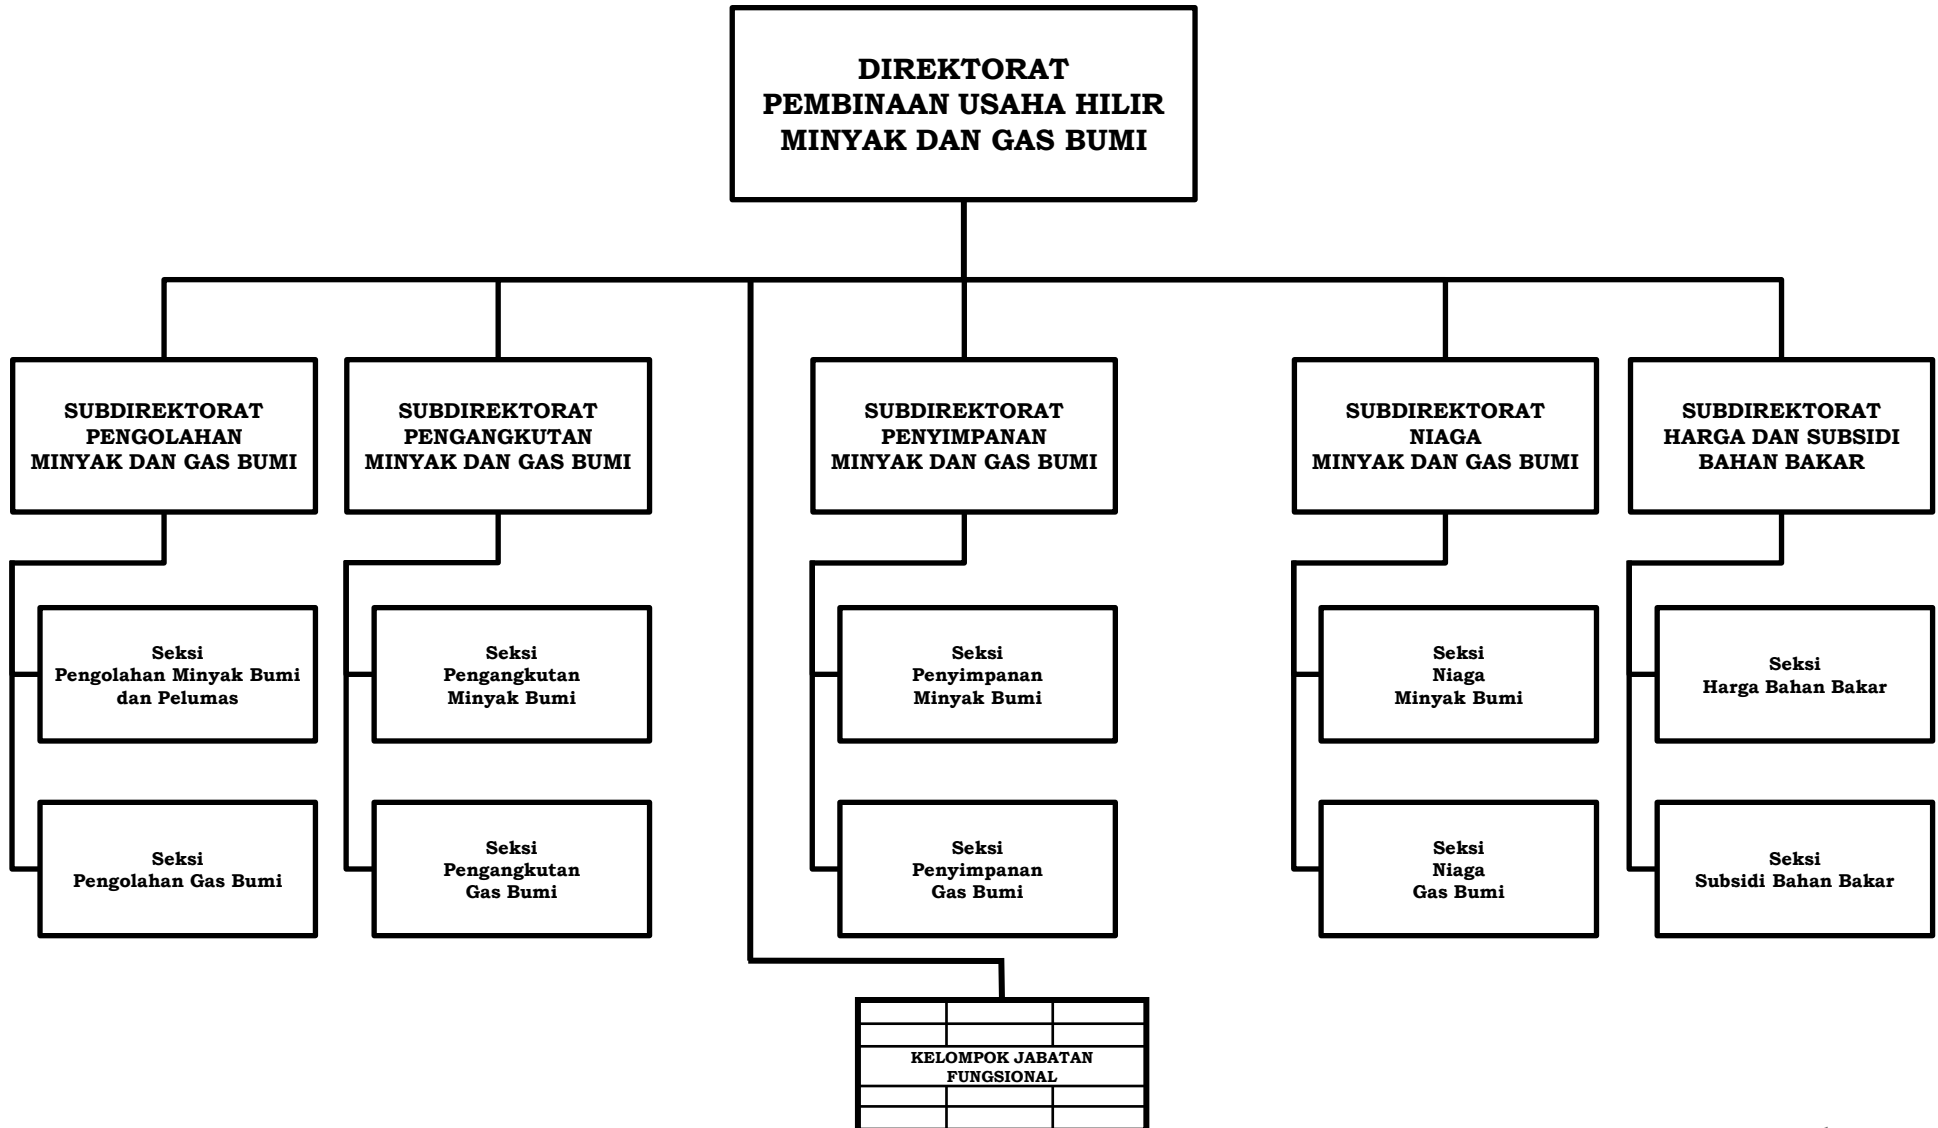 DIREKTORAT
PEMBINAAN USAHA HILIR
MINYAK DAN GAS BUMI
SUBDIREKTORAT
PENGOLAHAN
MINYAK DAN GAS BUMI
SUBDIREKTORAT
PENGANGKUTAN
MINYAK DAN GAS BUMI
SUBDIREKTORAT
PENYIMPANAN
MINYAK DAN GAS BUMI
SUBDIREKTORAT
NIAGA
MINYAK DAN GAS BUMI
SUBDIREKTORAT
HARGA DAN SUBSIDI
BAHAN BAKAR
Seksi
Pengolahan Minyak Bumi
dan Pelumas
Seksi
Pengangkutan
Minyak Bumi
Seksi
Penyimpanan
Minyak Bumi
Seksi
Niaga
Minyak Bumi
Seksi
Harga Bahan Bakar
Seksi
Pengolahan Gas Bumi
Seksi
Pengangkutan
Gas Bumi
Seksi
Penyimpanan
Gas Bumi
Seksi
Niaga
Gas Bumi
Seksi
Subsidi Bahan Bakar
KELOMPOK JABATAN
FUNGSIONAL